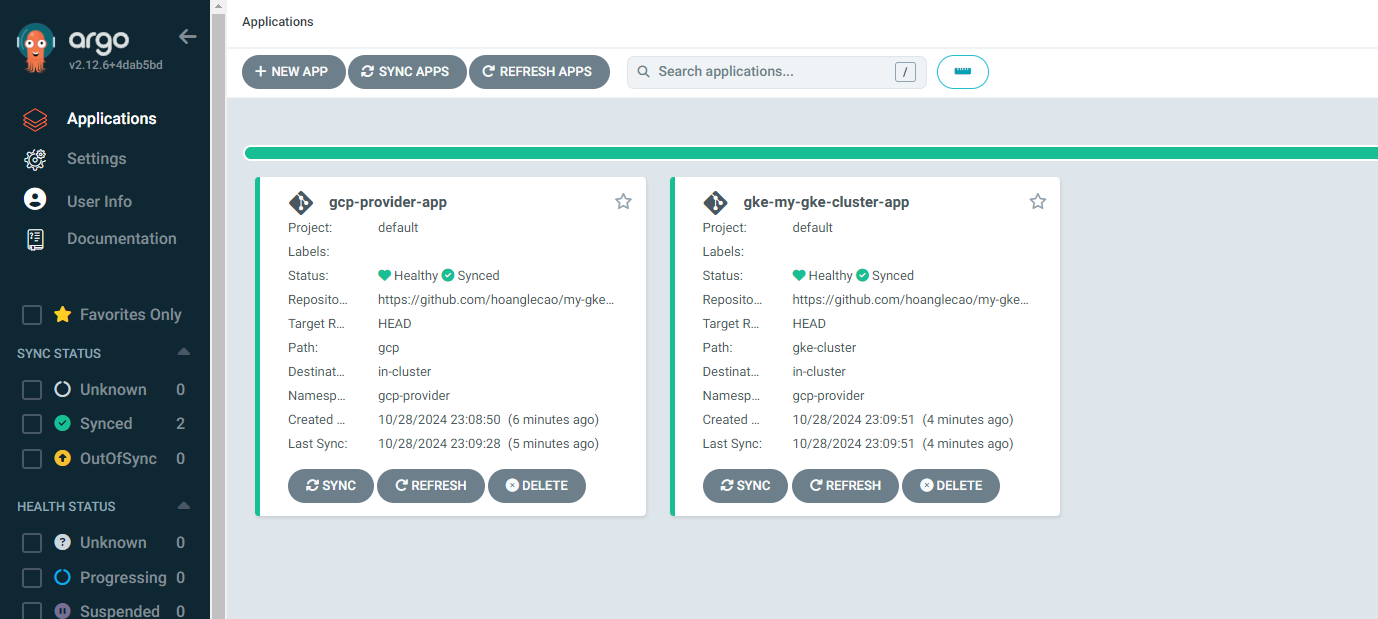 argo
v2.12.6+4dab5bd
Applications
Settings
User Info
Documentation
Favorites Only
SYNC STATUS
Unknown 0
Synced 2
OutOfSync 0
HEALTH STATUS
Unknown 0
Progressing 0
Suspended 0
Applications
NEW APP SYNC APPS REFRESH APPS Search applications... /
gcp-provider-app
Project: default
Labels:
Status: Healthy Synced
Reposito... https://github.com/hoanglecao/my-gke...
Target R... HEAD
Path: gcp
Destinat... in-cluster
Namesp... gcp-provider
Created ... 10/28/2024 23:08:50 (6 minutes ago)
Last Sync: 10/28/2024 23:09:28 (5 minutes ago)
SYNC REFRESH DELETE
gke-my-gke-cluster-app
Project: default
Labels:
Status: Healthy Synced
Reposito... https://github.com/hoanglecao/my-gke...
Target R... HEAD
Path: gke-cluster
Destinat... in-cluster
Namesp... gcp-provider
Created ... 10/28/2024 23:09:51 (4 minutes ago)
Last Sync: 10/28/2024 23:09:51 (4 minutes ago)
SYNC REFRESH DELETE